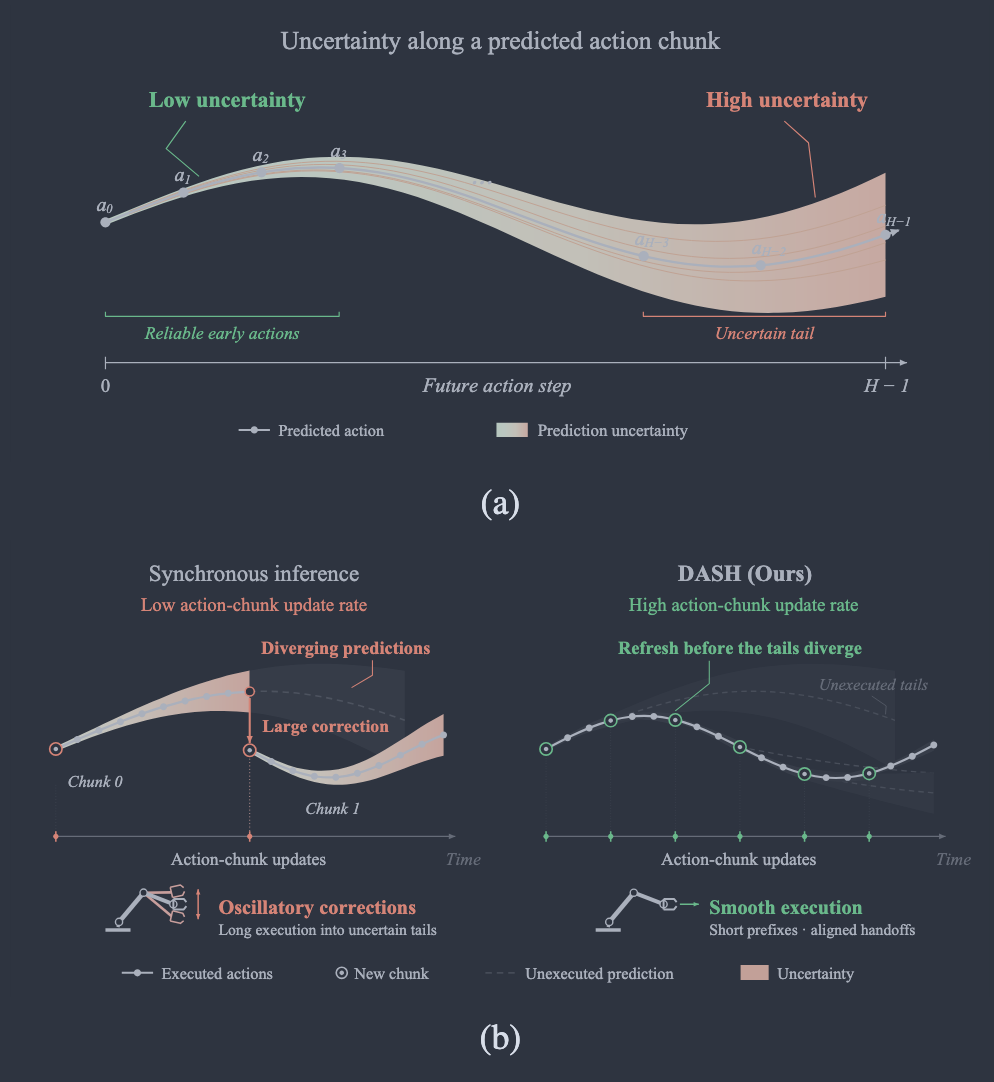 Uncertainty along a predicted action chunk
Low uncertainty
High uncertainty
a0
a1
a2
a3
...
aH−3
aH−2
aH−1
Reliable early actions
Uncertain tail
0
Future action step
H − 1
Predicted action
Prediction uncertainty
(a)
Synchronous inference
Low action-chunk update rate
Diverging predictions
Large correction
Chunk 0
Chunk 1
Action-chunk updates
Time
Oscillatory corrections
Long execution into uncertain tails
DASH (Ours)
High action-chunk update rate
Refresh before the tails diverge
Unexecuted tails
Action-chunk updates
Time
Smooth execution
Short prefixes · aligned handoffs
Executed actions
New chunk
Unexecuted prediction
Uncertainty
(b)